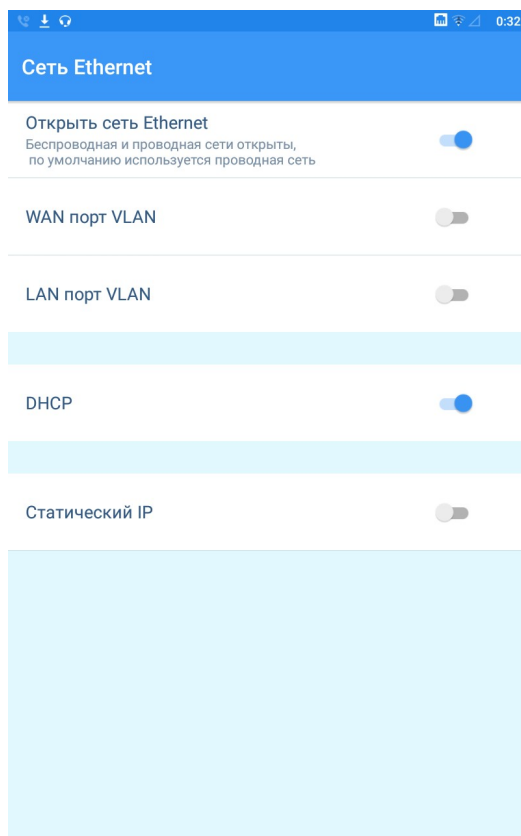 0:32
Сеть Ethernet
Открыть сеть Ethernet
Беспроводная и проводная сети открыты,
по умолчанию используется проводная сеть
WAN порт VLAN
LAN порт VLAN
DHCP
Статический IP